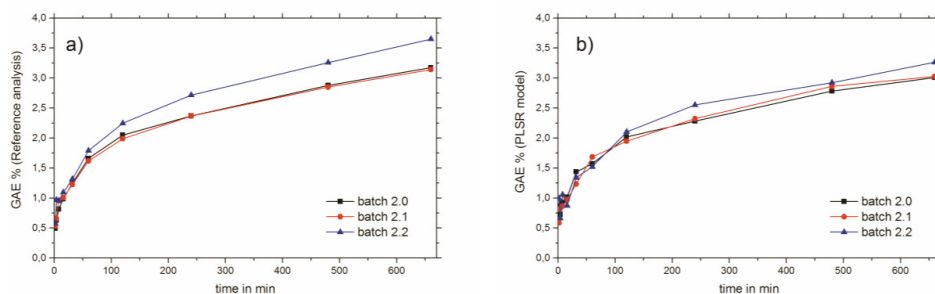 a)
GAE % (Reference analysis)
4,0
3,5
3,0
2,5
2,0
1,5
1,0
0,5
0,0
batch 2.0
batch 2.1
batch 2.2
0 100 200 300 400 500 600
time in min
b)
GAE % (PLSR model)
4,0
3,5
3,0
2,5
2,0
1,5
1,0
0,5
0,0
batch 2.0
batch 2.1
batch 2.2
0 100 200 300 400 500 600
time in min